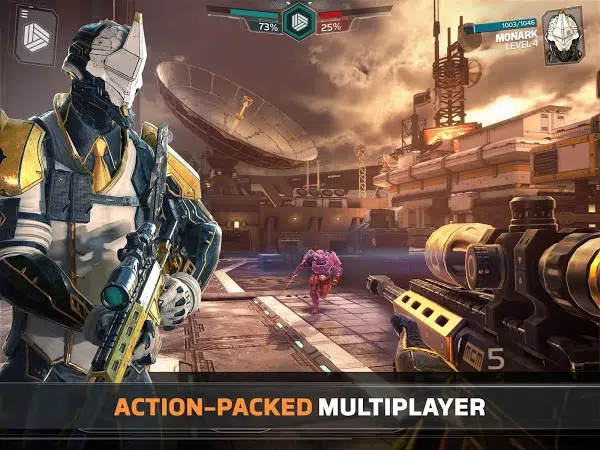 73%
25%
1003/1046
MONARK
LEVEL 4
5
ACTION-PACKED MULTIPLAYER